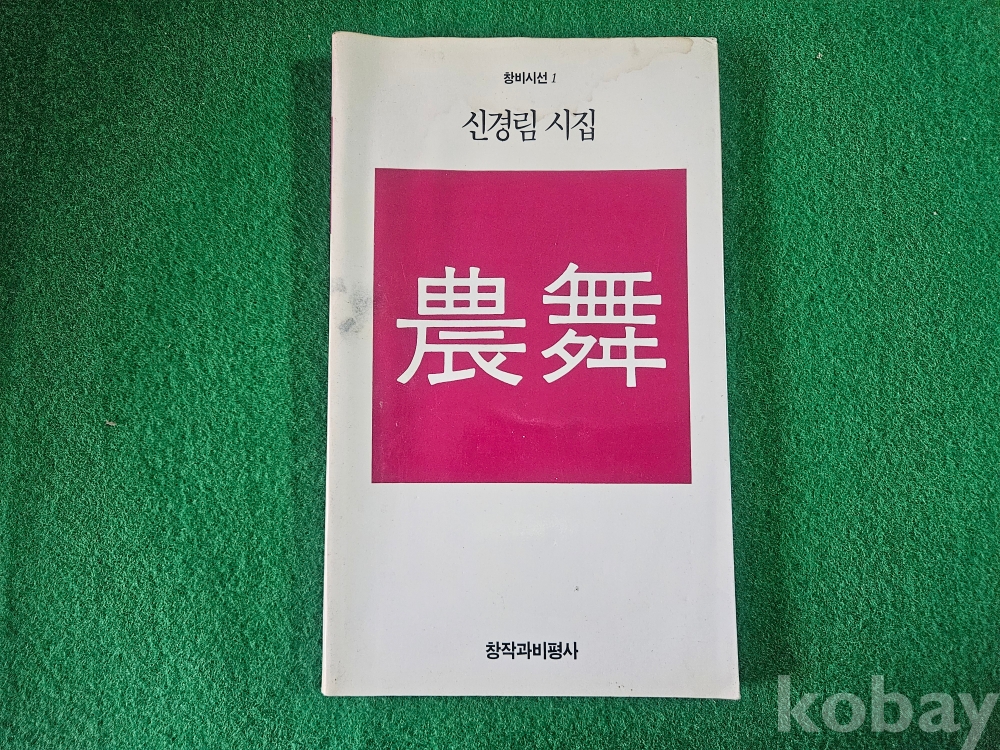 창비시선 1
신경림 시집
農舞
창작과비평사
kobay